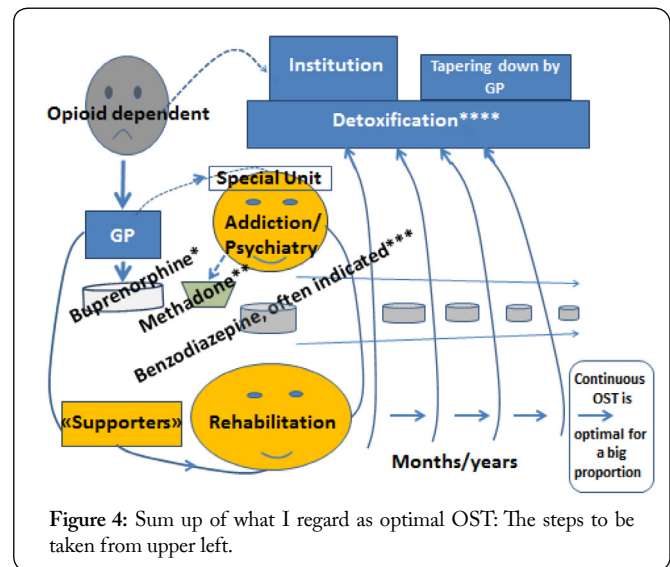 Opioid dependent
Institution
Tapering down by
GP
Detoxification****
Special Unit
Addiction/
Psychiatry
GP
Buprenorphine*
Methadone**
Benzodiazepine, often indicated***
«Supporters»
Rehabilitation
Months/years
Continuous
OST is
optimal for
a big
proportion
Figure 4: Sum up of what I regard as optimal OST: The steps to be
taken from upper left.